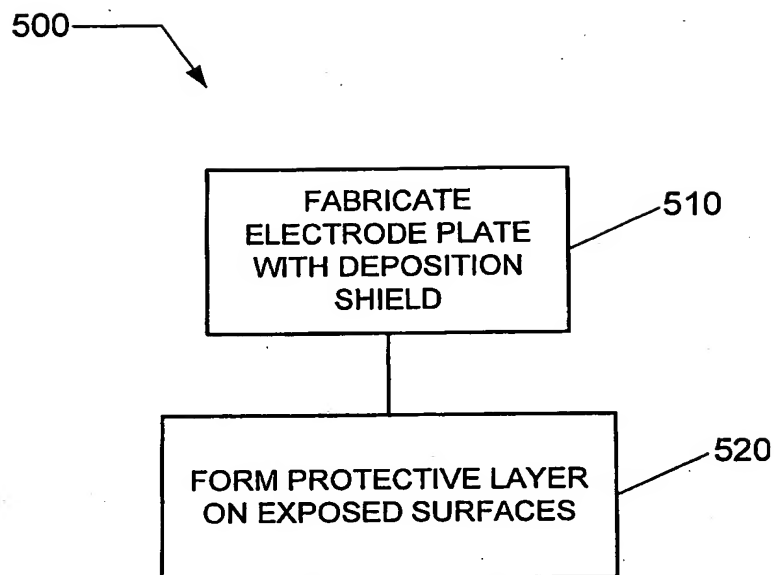 500
FABRICATE
ELECTRODE PLATE
WITH DEPOSITION
SHIELD
510
FORM PROTECTIVE LAYER
ON EXPOSED SURFACES
520